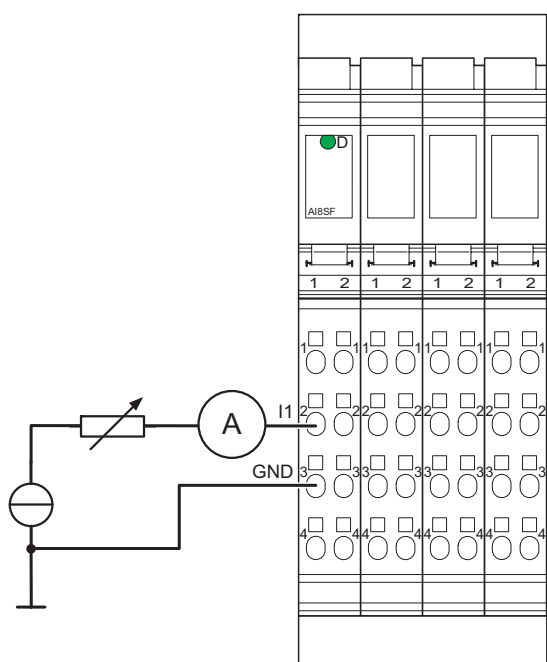 D
AI8SF
1 2 1 2 1 2 1 2
1 1 1 1 1 1 1 1
A
I1
2 2 2 2 2 2 2 2
GND
3 3 3 3 3 3 3 3
4 4 4 4 4 4 4 4